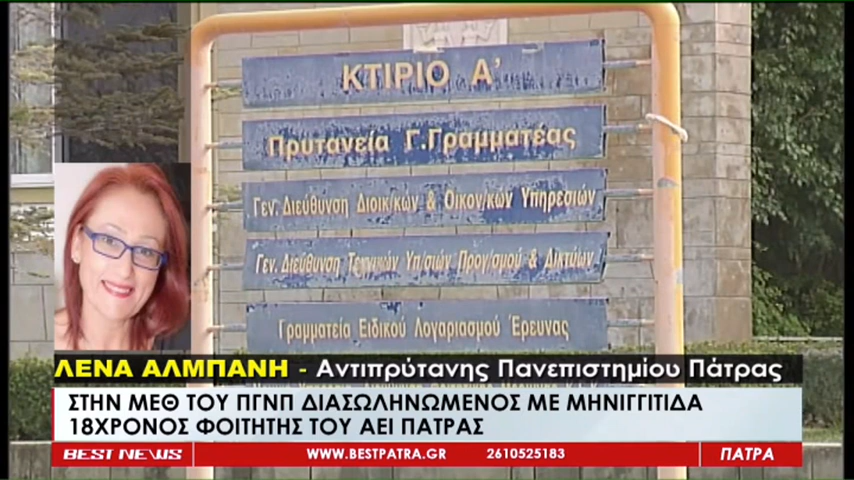 ΚΤΙΡΙΟ Α'
Πρυτανεία Γ.Γραμματέας
Γεν.Διεύθυνση Διοικ/κών & Οικον/κών Υπηρεσιών
Γεν.Διεύθυνση Τεχνικών Υπ/σιών Προγ/σμού & Δικτύων
Γραμματεία Ειδικού Λογαριασμού Έρευνας
ΛΕΝΑ ΑΛΜΠΑΝΗ - Αντιπρύτανης Πανεπιστημίου Πάτρας
ΣΤΗΝ ΜΕΘ ΤΟΥ ΠΓΝΠ ΔΙΑΣΩΛΗΝΩΜΕΝΟΣ ΜΕ ΜΗΝΙΓΓΙΤΙΔΑ
18ΧΡΟΝΟΣ ΦΟΙΤΗΤΗΣ ΤΟΥ ΑΕΙ ΠΑΤΡΑΣ
BEST NEWS WWW.BESTPATRA.GR 2610525183 ΠΑΤΡΑ